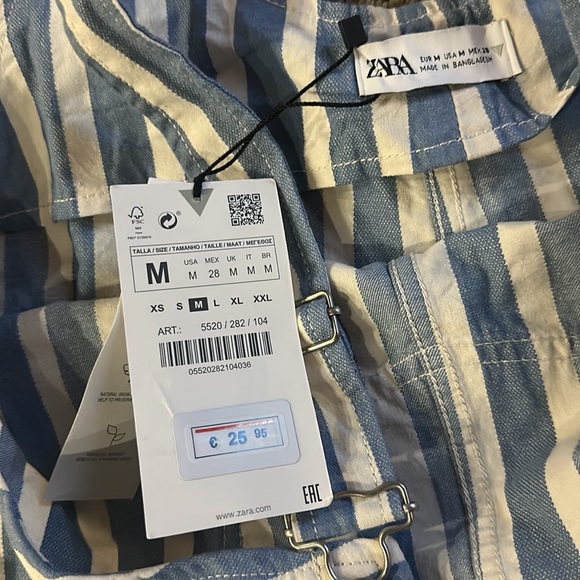 ZARA
EUR M USA M MEX 28
MADE IN BANGLADESH
FSC
TALLA / SIZE / TAMANHO / TAILLE / MAAT / ΜΕΓΕΘΟΣ
M
USA MEX UK IT BR
M 28 M M M
XS S M L XL XXL
ART.: 5520 / 282 / 104
05520282104036
€ 25 95
www.zara.com
EAC